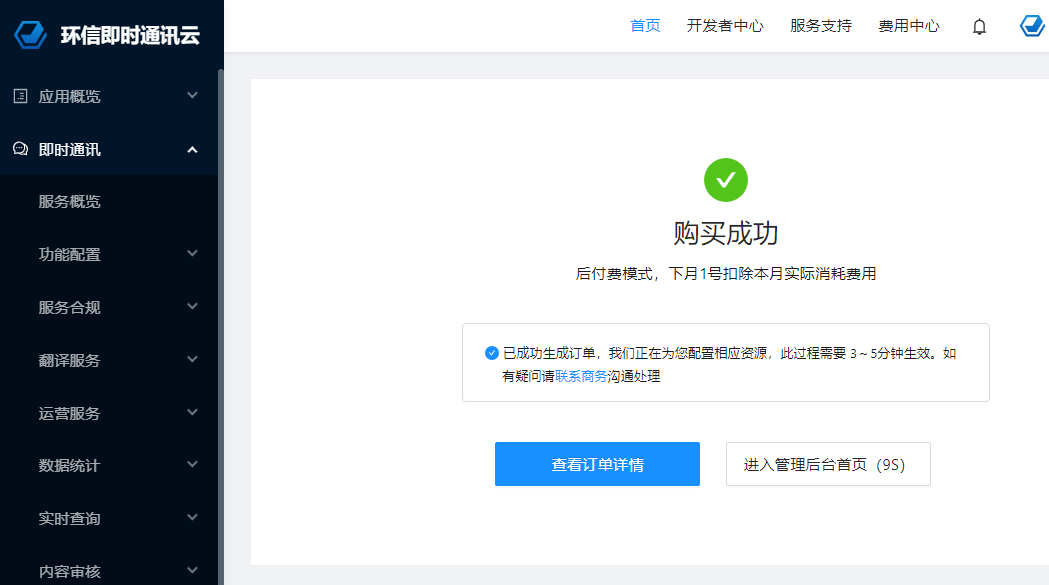 环信即时通讯云
首页 开发者中心 服务支持 费用中心
应用概览
即时通讯
服务概览
功能配置
服务合规
翻译服务
运营服务
数据统计
实时查询
内容审核
购买成功
后付费模式，下月1号扣除本月实际消耗费用
已成功生成订单，我们正在为您配置相应资源，此过程需要 3 ~ 5分钟生效。如
有疑问请联系商务沟通处理
查看订单详情 进入管理后台首页（9S）